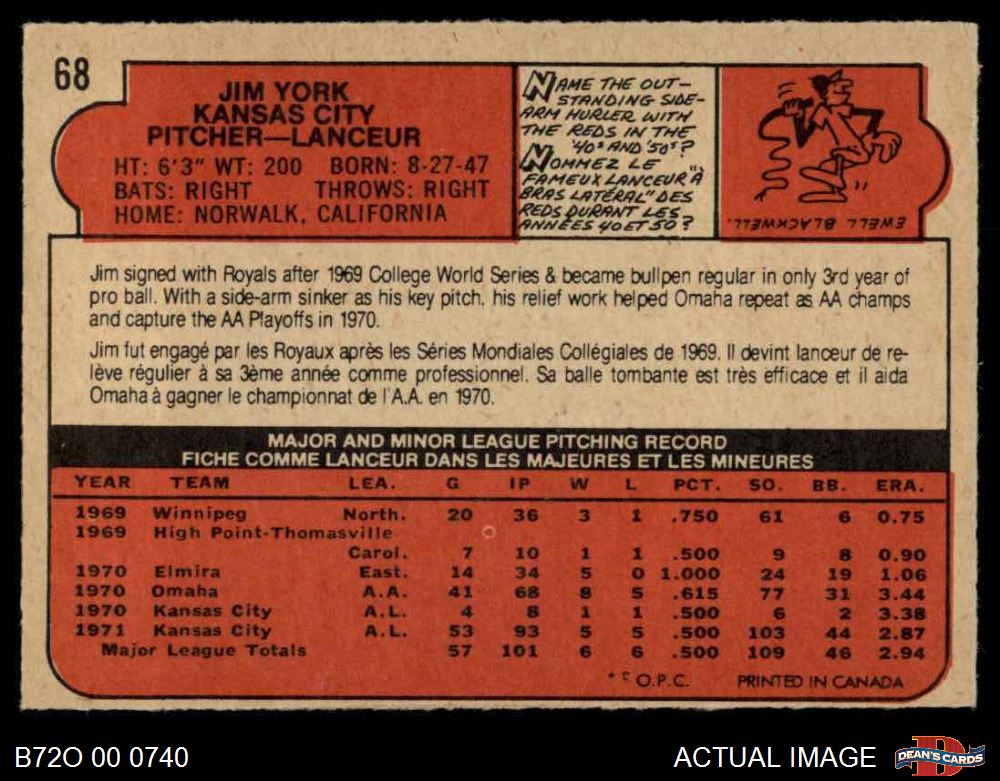 68
JIM YORK
KANSAS CITY
PITCHER—LANCEUR
HT: 6'3" WT: 200 BORN: 8-27-47
BATS: RIGHT THROWS: RIGHT
HOME: NORWALK, CALIFORNIA
NAME THE OUT-
STANDING SIDE-
ARM HURLER WITH
THE REDS IN THE
'40s AND '50s?
NOMMEZ LE
FAMEUX LANCEUR "À
BRAS LATÉRAL" DES
REDS DURANT LES
ANNÉES 40 ET 50?
EWELL BLACKWELL.
Jim signed with Royals after 1969 College World Series & became bullpen regular in only 3rd year of
pro ball. With a side-arm sinker as his key pitch, his relief work helped Omaha repeat as AA champs
and capture the AA Playoffs in 1970.
Jim fut engagé par les Royaux après les Séries Mondiales Collégiales de 1969. Il devint lanceur de re-
lève régulier à sa 3ème année comme professionnel. Sa balle tombante est très efficace et il aida
Omaha à gagner le championnat de l'A.A. en 1970.
MAJOR AND MINOR LEAGUE PITCHING RECORD
FICHE COMME LANCEUR DANS LES MAJEURES ET LES MINEURES
YEAR TEAM LEA. G IP W L PCT. SO. BB. ERA.
1969 Winnipeg North. 20 36 3 1 .750 61 6 0.75
1969 High Point-Thomasville
Carol. 7 10 1 1 .500 9 8 0.90
1970 Elmira East. 14 34 5 0 1.000 24 19 1.06
1970 Omaha A.A. 41 68 8 5 .615 77 31 3.44
1970 Kansas City A.L. 4 8 1 1 .500 6 2 3.38
1971 Kansas City A.L. 53 93 5 5 .500 103 44 2.87
Major League Totals 57 101 6 6 .500 109 46 2.94
O.P.C. PRINTED IN CANADA
B72O 00 0740
ACTUAL IMAGE
DEAN'S CARDS